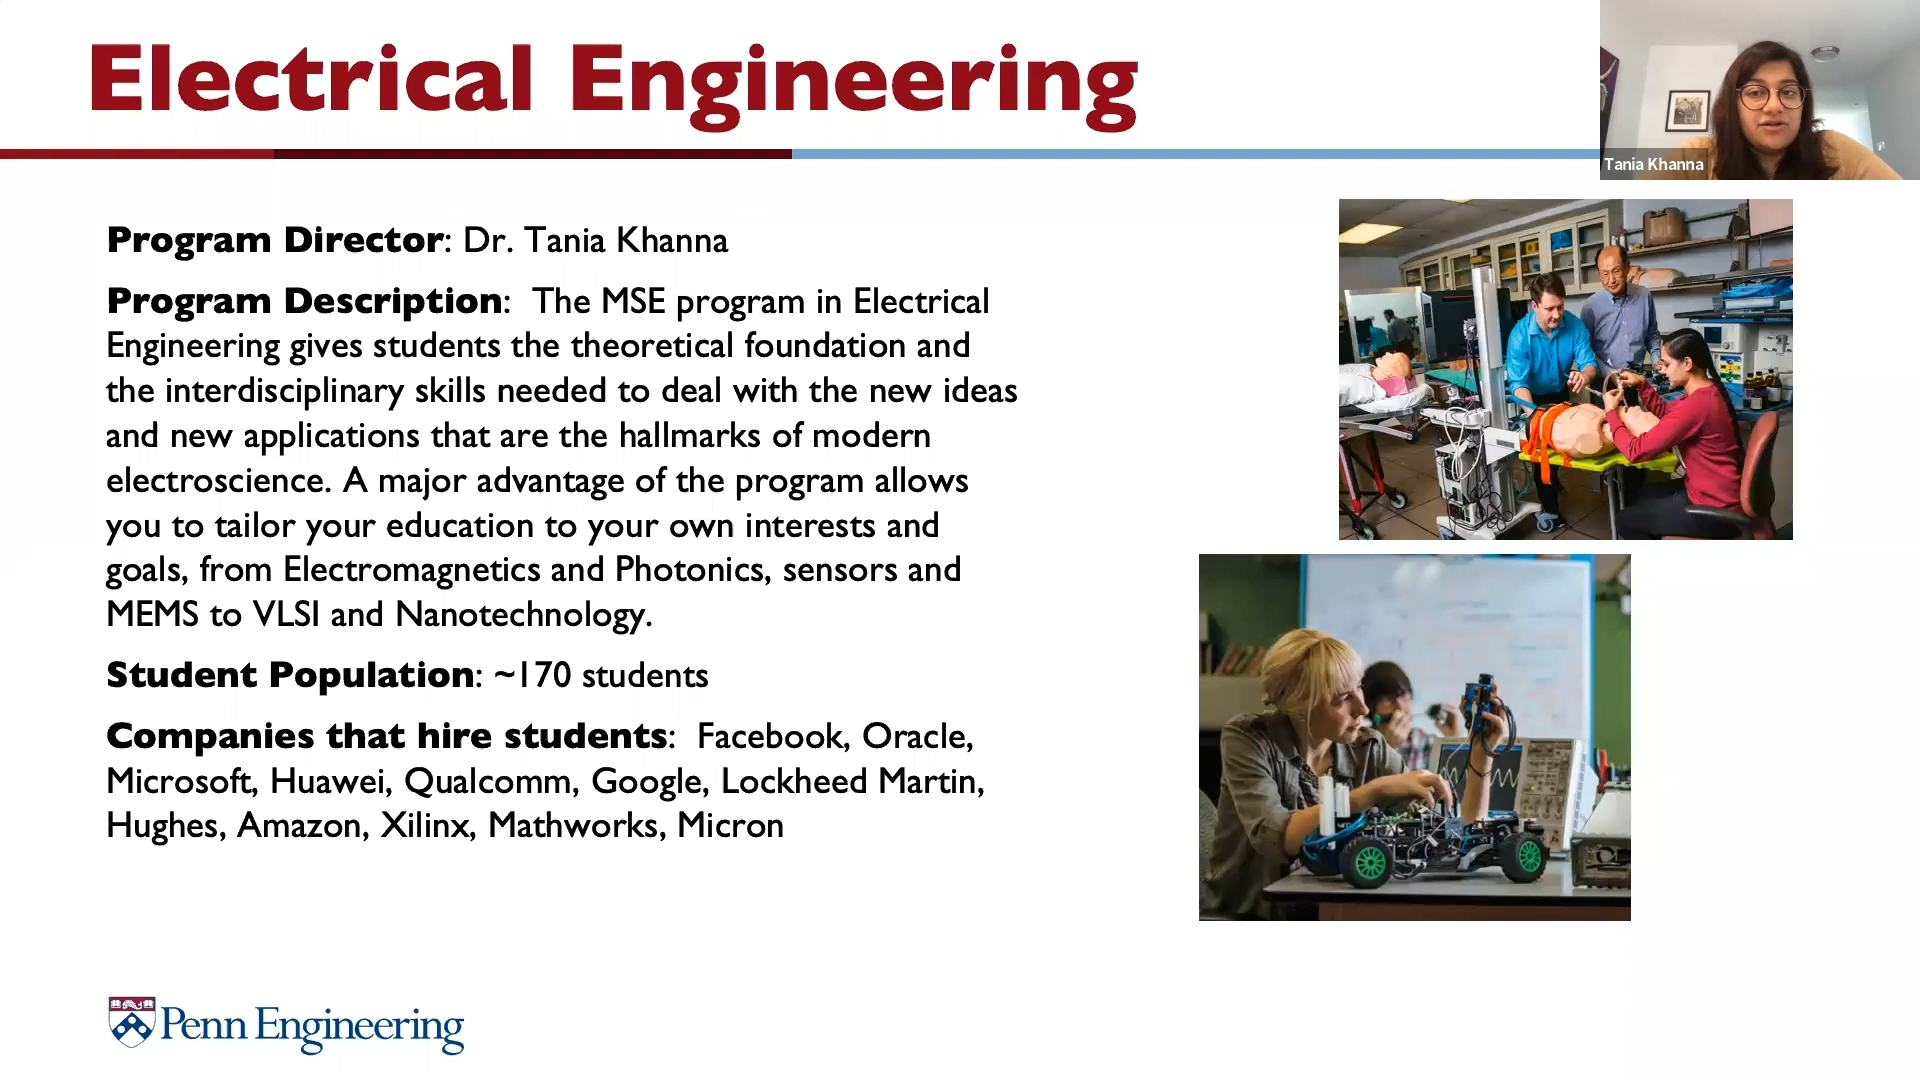 Electrical Engineering
Tania Khanna
Program Director: Dr. Tania Khanna
Program Description:  The MSE program in Electrical
Engineering gives students the theoretical foundation and
the interdisciplinary skills needed to deal with the new ideas
and new applications that are the hallmarks of modern
electroscience. A major advantage of the program allows
you to tailor your education to your own interests and
goals, from Electromagnetics and Photonics, sensors and
MEMS to VLSI and Nanotechnology.
Student Population: ~170 students
Companies that hire students:  Facebook, Oracle,
Microsoft, Huawei, Qualcomm, Google, Lockheed Martin,
Hughes, Amazon, Xilinx, Mathworks, Micron
Penn Engineering